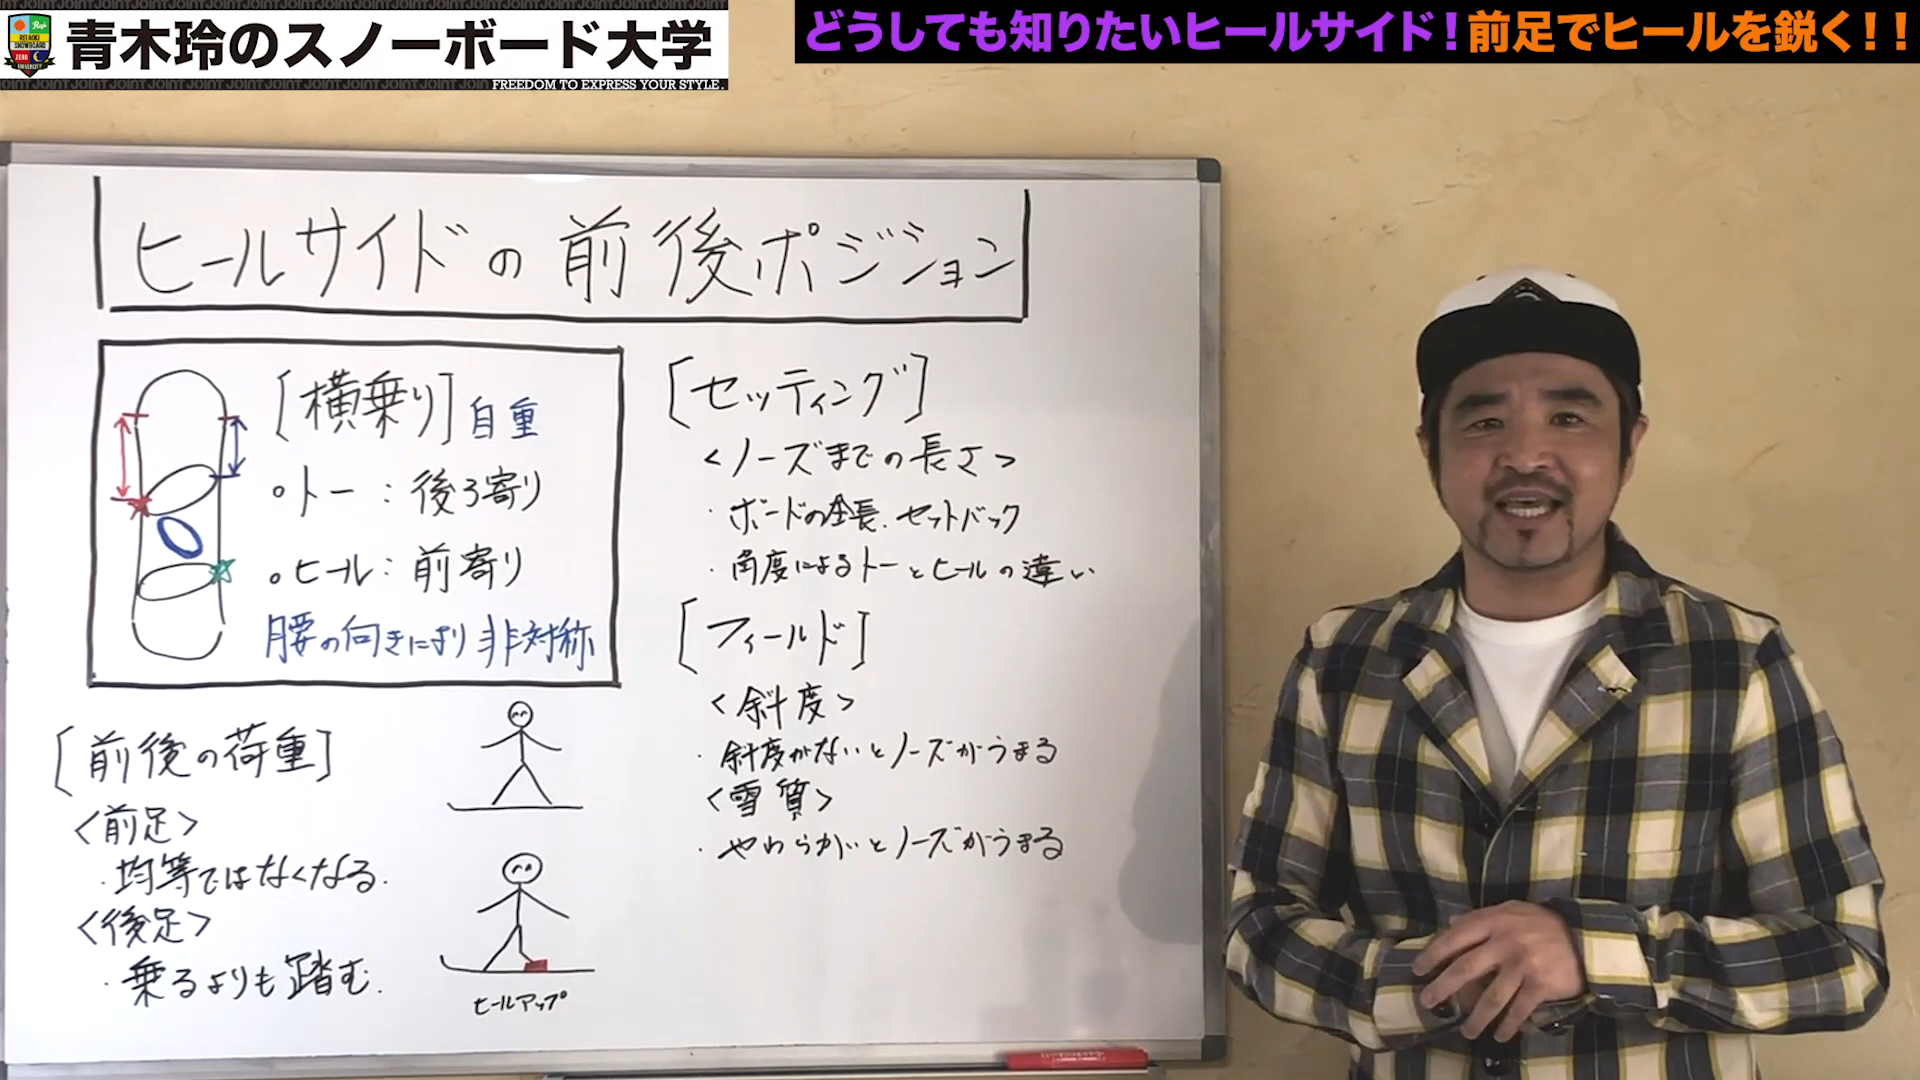 青木玲のスノーボード大学
FREEDOM TO EXPRESS YOUR STYLE.
どうしても知りたいヒールサイド!前足でヒールを鋭く!!
ヒールサイドの前後ポジション
[横乗り]自重
○トー:後ろ寄り
○ヒール:前寄り
腰の向きにより非対称
[前後の荷重]
<前足>
・均等ではなくなる.
<後足>
・乗るよりも踏む.
ヒールアップ
[セッティング]
<ノーズまでの長さ>
・ボードの全長、セットバック
・角度によるトーとヒールの違い
[フィールド]
<斜度>
・斜度がないとノーズがうまる
<雪質>
・やわらかいとノーズがうまる